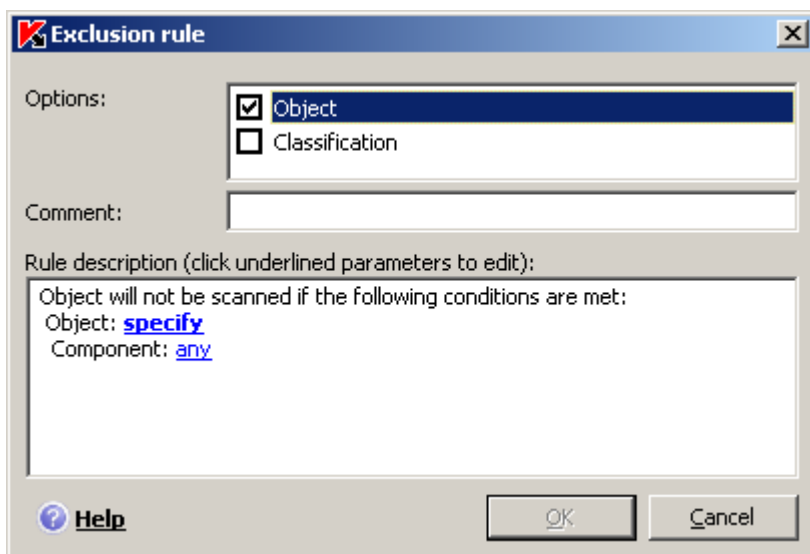 Exclusion rule
Options:
Object
Classification
Comment:
Rule description (click underlined parameters to edit):
Object will not be scanned if the following conditions are met:
Object: specify
Component: any
Help
OK
Cancel